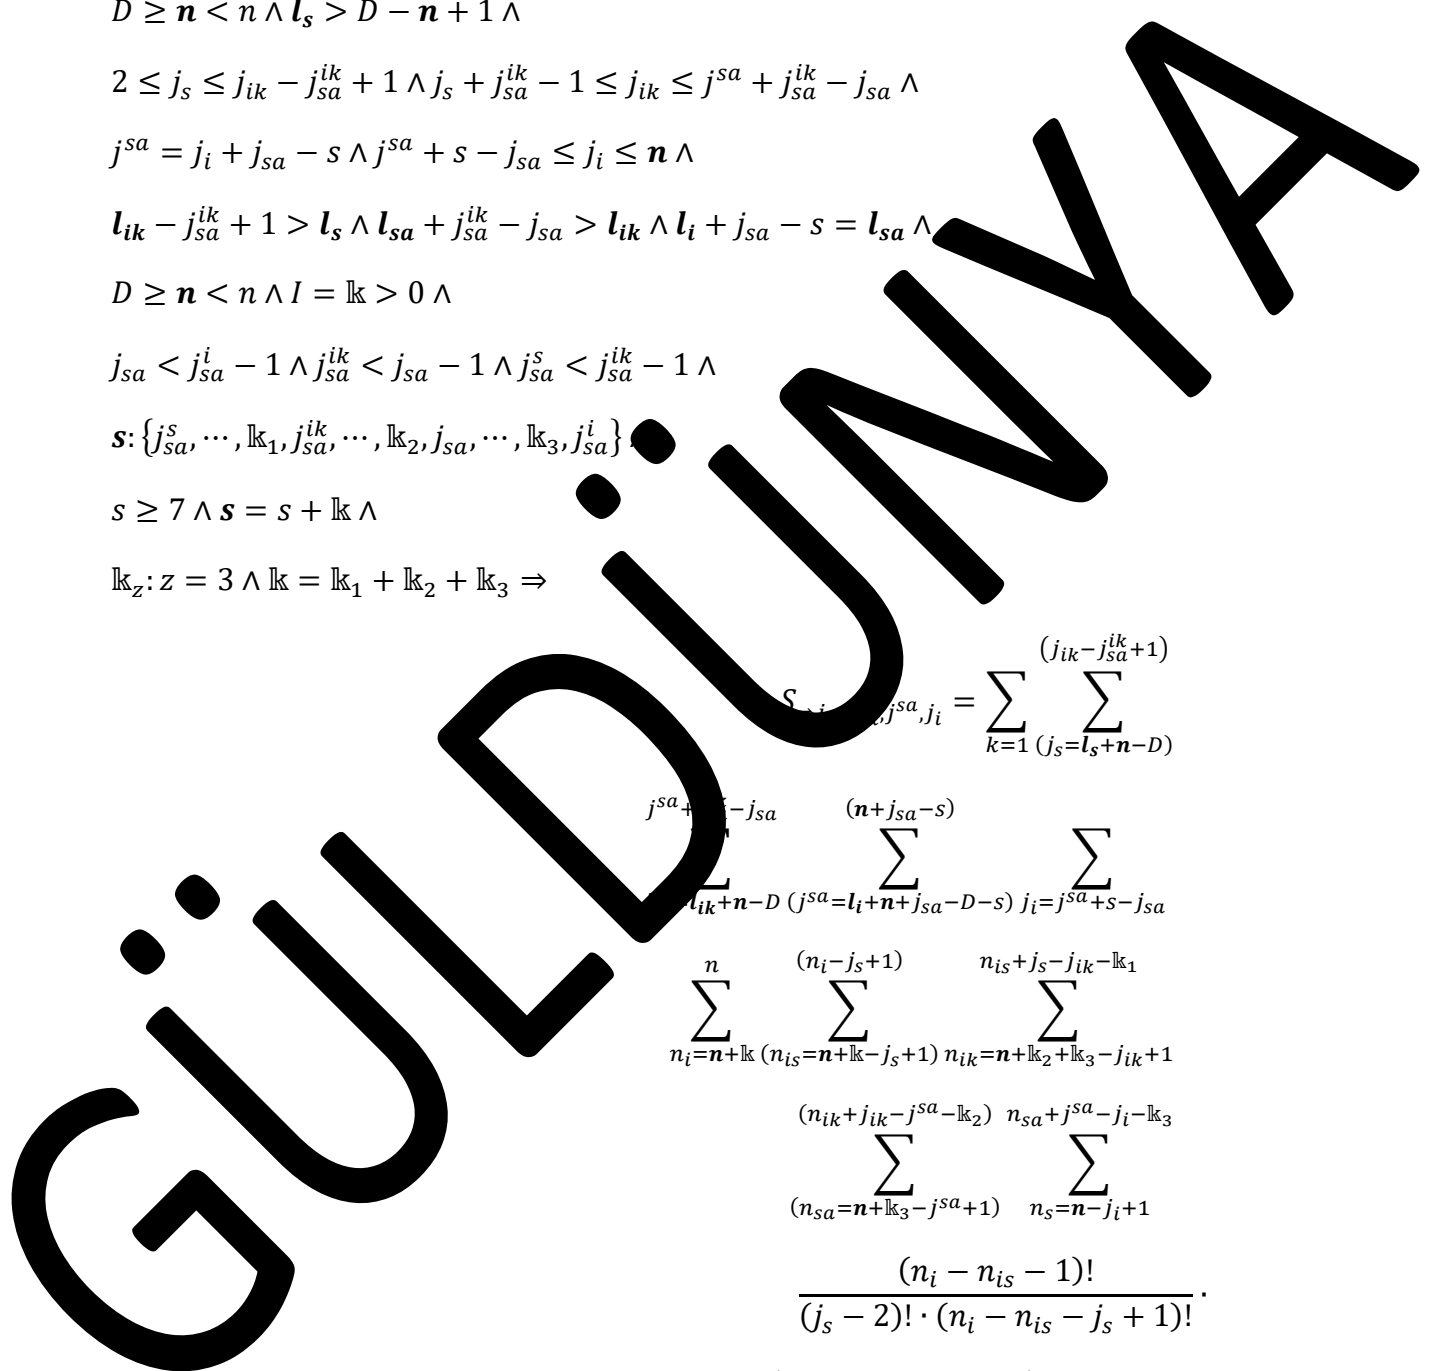 D ≥ n < n ∧ l_s > D − n + 1 ∧
2 ≤ j_s ≤ j_{ik} − j_{sa}^{ik} + 1 ∧ j_s + j_{sa}^{ik} − 1 ≤ j_{ik} ≤ j^{sa} + j_{sa}^{ik} − j_{sa} ∧
j^{sa} = j_i + j_{sa} − s ∧ j^{sa} + s − j_{sa} ≤ j_i ≤ n ∧
l_{ik} − j_{sa}^{ik} + 1 > l_s ∧ l_{sa} + j_{sa}^{ik} − j_{sa} > l_{ik} ∧ l_i + j_{sa} − s = l_{sa} ∧
D ≥ n < n ∧ I = 𝕜 > 0 ∧
j_{sa} < j_{sa}^i − 1 ∧ j_{sa}^{ik} < j_{sa} − 1 ∧ j_{sa}^s < j_{sa}^{ik} − 1 ∧
s: {j_{sa}^s, ⋯, 𝕜_1, j_{sa}^{ik}, ⋯, 𝕜_2, j_{sa}, ⋯, 𝕜_3, j_{sa}^i}
s ≥ 7 ∧ s = s + 𝕜 ∧
𝕜_z: z = 3 ∧ 𝕜 = 𝕜_1 + 𝕜_2 + 𝕜_3 ⇒
(j_{ik}−j_{sa}^{ik}+1)
S j^{sa},j_i = ∑ ∑
k=1 (j_s=l_s+n−D)
j^{sa}+ −j_{sa} (n+j_{sa}−s)
∑ ∑ ∑
l_{ik}+n−D (j^{sa}=l_i+n+j_{sa}−D−s) j_i=j^{sa}+s−j_{sa}
n (n_i−j_s+1) n_{is}+j_s−j_{ik}−𝕜_1
∑ ∑ ∑
n_i=n+𝕜 (n_{is}=n+𝕜−j_s+1) n_{ik}=n+𝕜_2+𝕜_3−j_{ik}+1
(n_{ik}+j_{ik}−j^{sa}−𝕜_2) n_{sa}+j^{sa}−j_i−𝕜_3
∑ ∑
(n_{sa}=n+𝕜_3−j^{sa}+1) n_s=n−j_i+1
(n_i − n_{is} − 1)!
(j_s − 2)! · (n_i − n_{is} − j_s + 1)! ·
GÜLDÜNYA